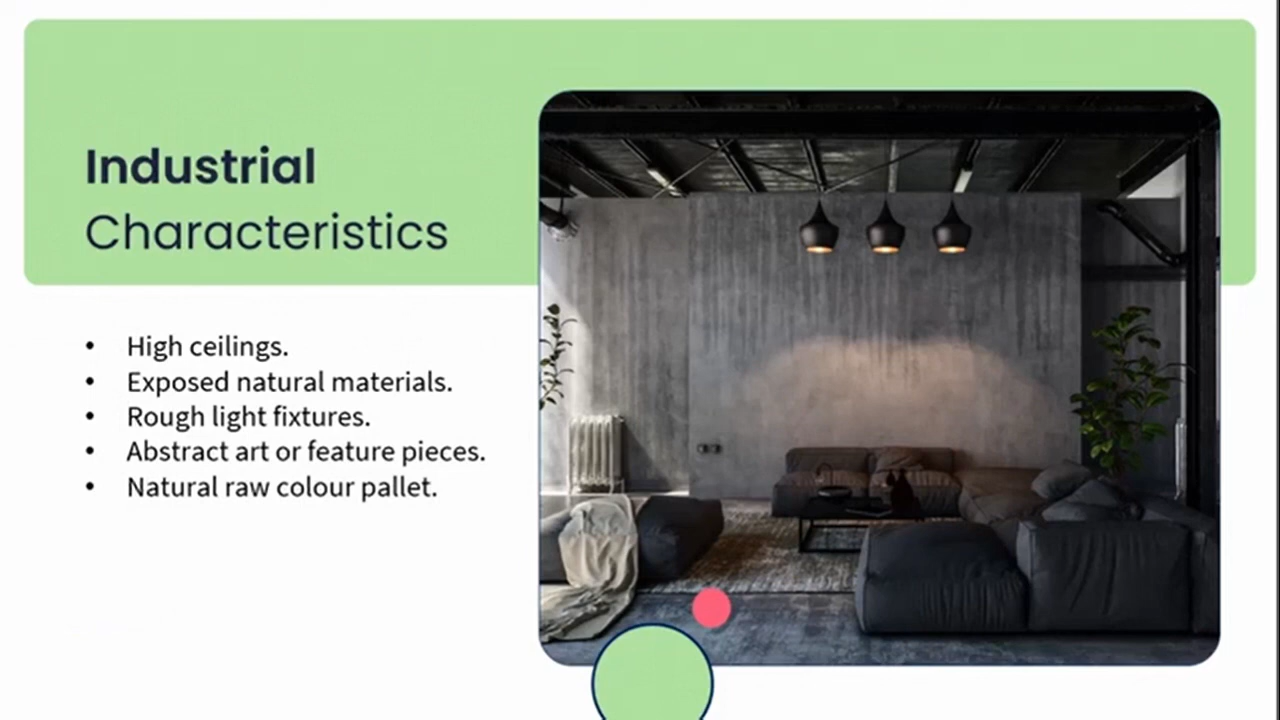 Industrial
Characteristics
• High ceilings.
• Exposed natural materials.
• Rough light fixtures.
• Abstract art or feature pieces.
• Natural raw colour pallet.